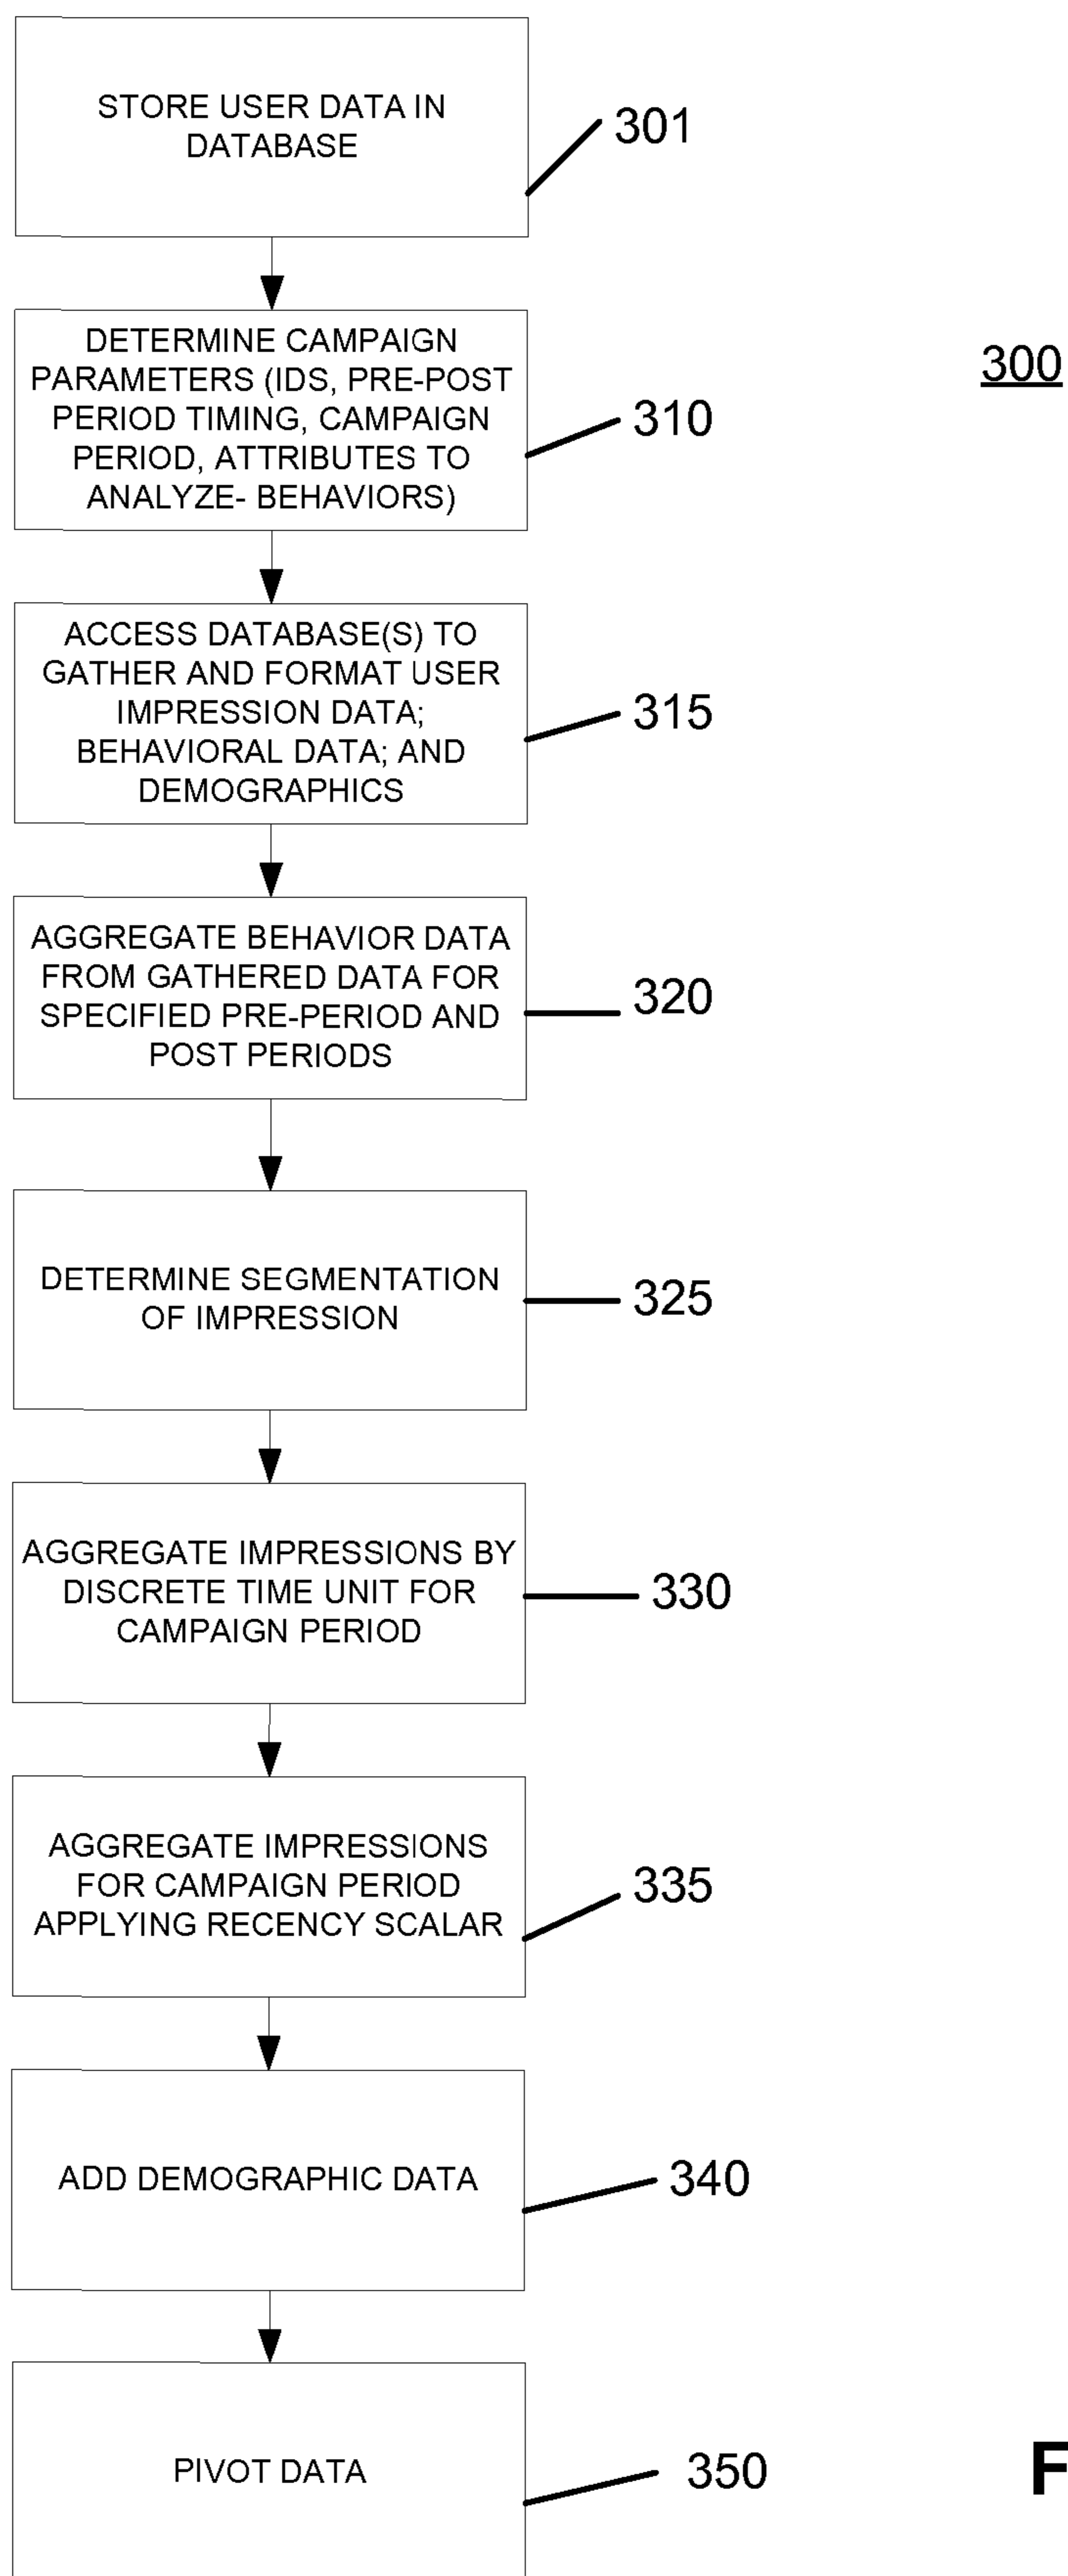 STORE USER DATA IN
DATABASE
301
DETERMINE CAMPAIGN
PARAMETERS (IDS, PRE-POST
PERIOD TIMING, CAMPAIGN
PERIOD, ATTRIBUTES TO
ANALYZE- BEHAVIORS)
310
300
ACCESS DATABASE(S) TO
GATHER AND FORMAT USER
IMPRESSION DATA;
BEHAVIORAL DATA; AND
DEMOGRAPHICS
315
AGGREGATE BEHAVIOR DATA
FROM GATHERED DATA FOR
SPECIFIED PRE-PERIOD AND
POST PERIODS
320
DETERMINE SEGMENTATION
OF IMPRESSION
325
AGGREGATE IMPRESSIONS BY
DISCRETE TIME UNIT FOR
CAMPAIGN PERIOD
330
AGGREGATE IMPRESSIONS
FOR CAMPAIGN PERIOD
APPLYING RECENCY SCALAR
335
ADD DEMOGRAPHIC DATA
340
PIVOT DATA
350
F